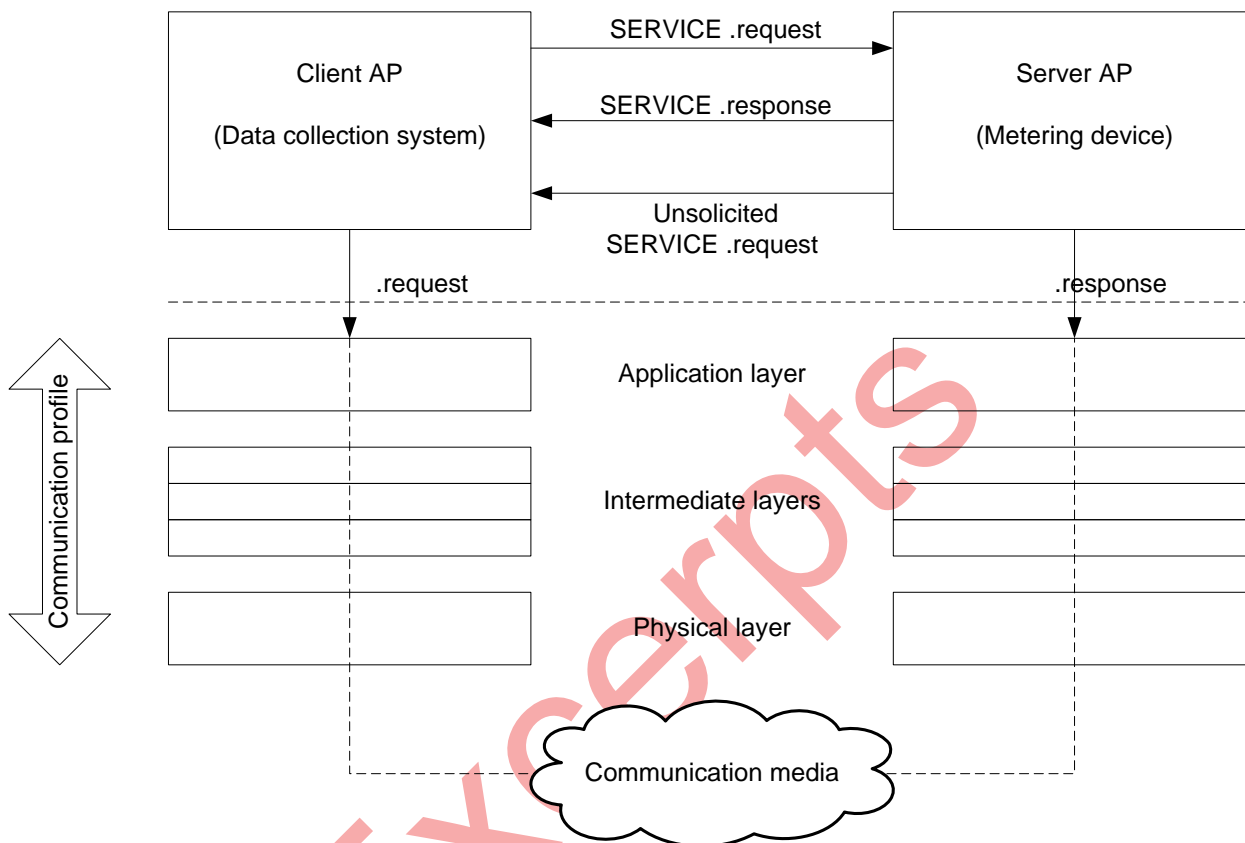 SERVICE .request
Client AP
Server AP
SERVICE .response
(Data collection system)
(Metering device)
Unsolicited
SERVICE .request
.request
.response
Application layer
Communication profile
Intermediate layers
Physical layer
Communication media